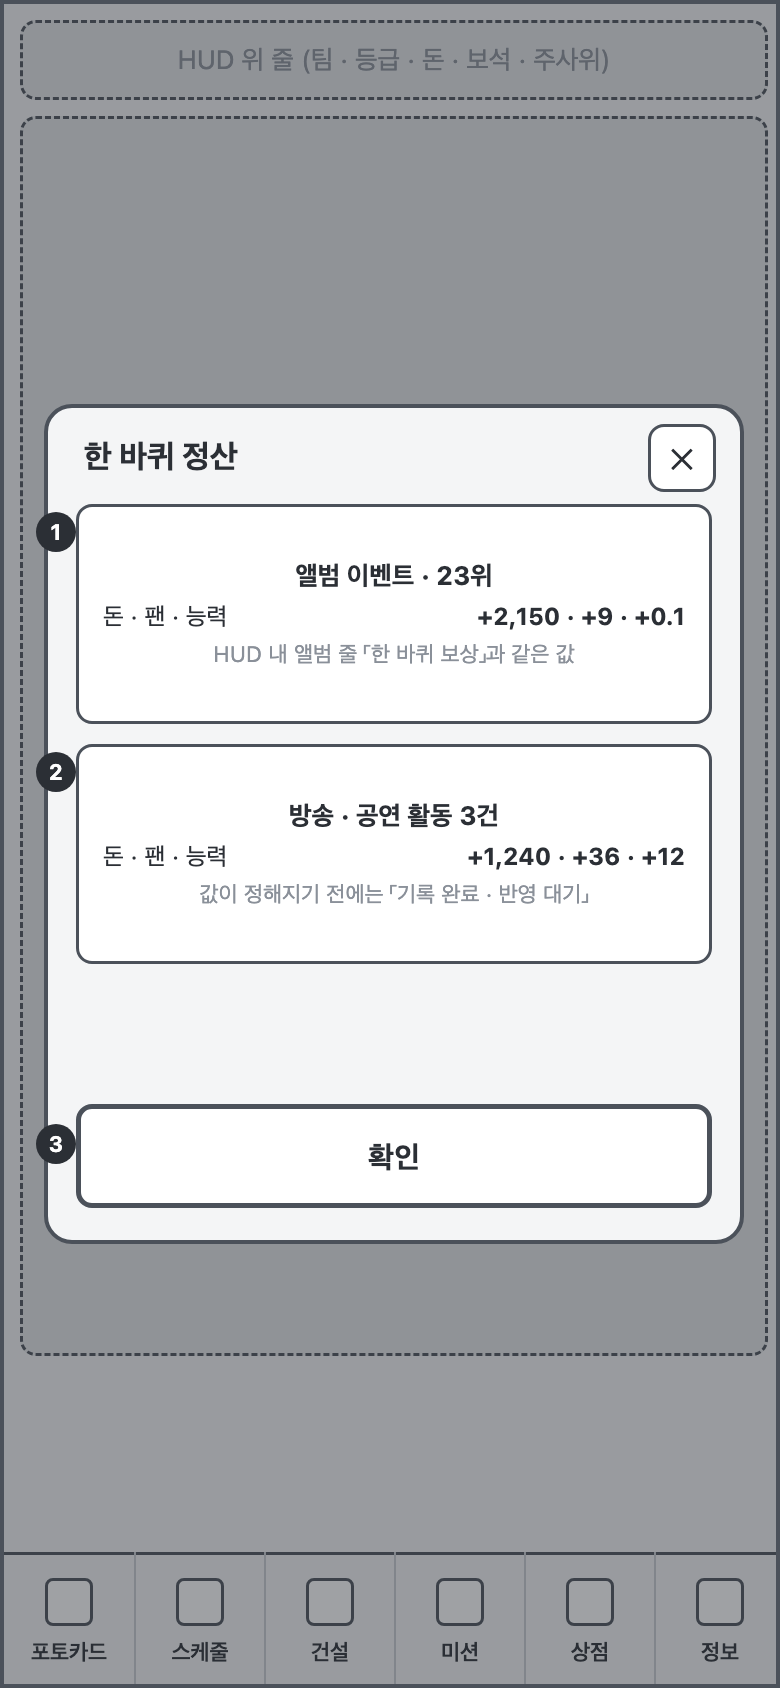 HUD 위 줄 (팀 · 등급 · 돈 · 보석 · 주사위)
한 바퀴 정산
1
앨범 이벤트 · 23위
돈 · 팬 · 능력 +2,150 · +9 · +0.1
HUD 내 앨범 줄 「한 바퀴 보상」과 같은 값
2
방송 · 공연 활동 3건
돈 · 팬 · 능력 +1,240 · +36 · +12
값이 정해지기 전에는 「기록 완료 · 반영 대기」
3
확인
포토카드 스케줄 건설 미션 상점 정보